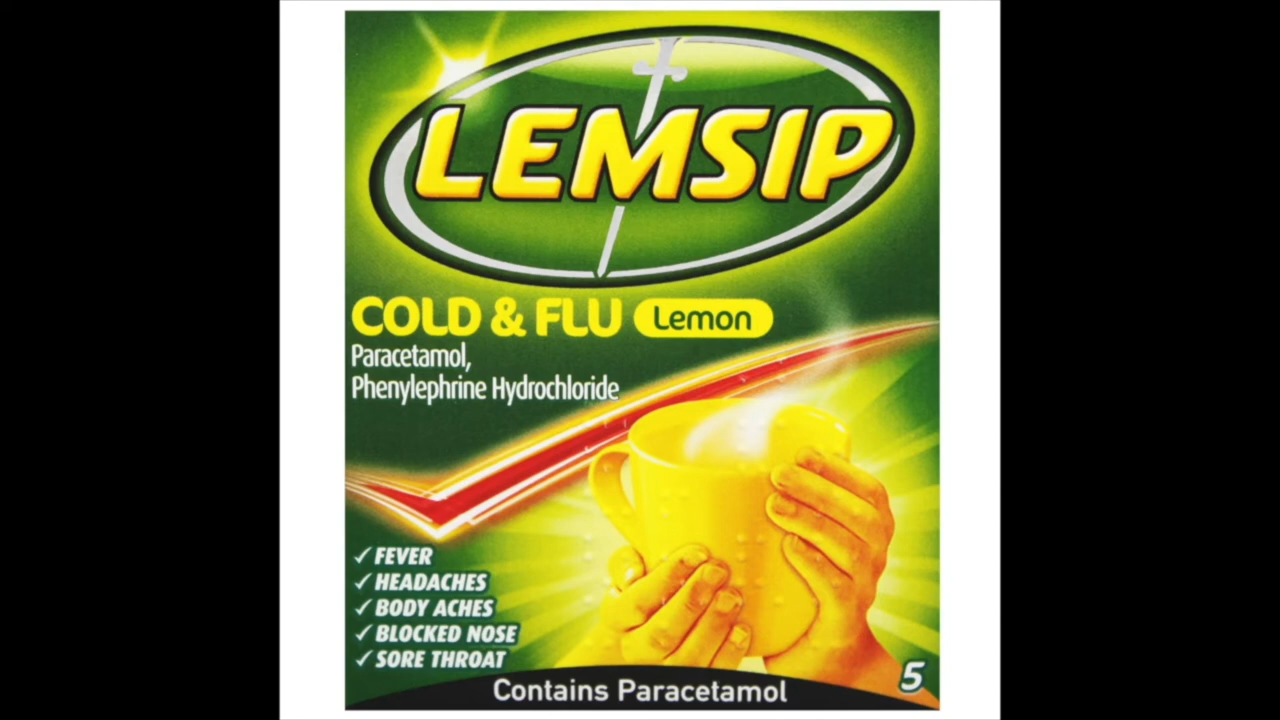 LEMSIP
COLD & FLU Lemon
Paracetamol,
Phenylephrine Hydrochloride
✓ FEVER
✓ HEADACHES
✓ BODY ACHES
✓ BLOCKED NOSE
✓ SORE THROAT
5
Contains Paracetamol